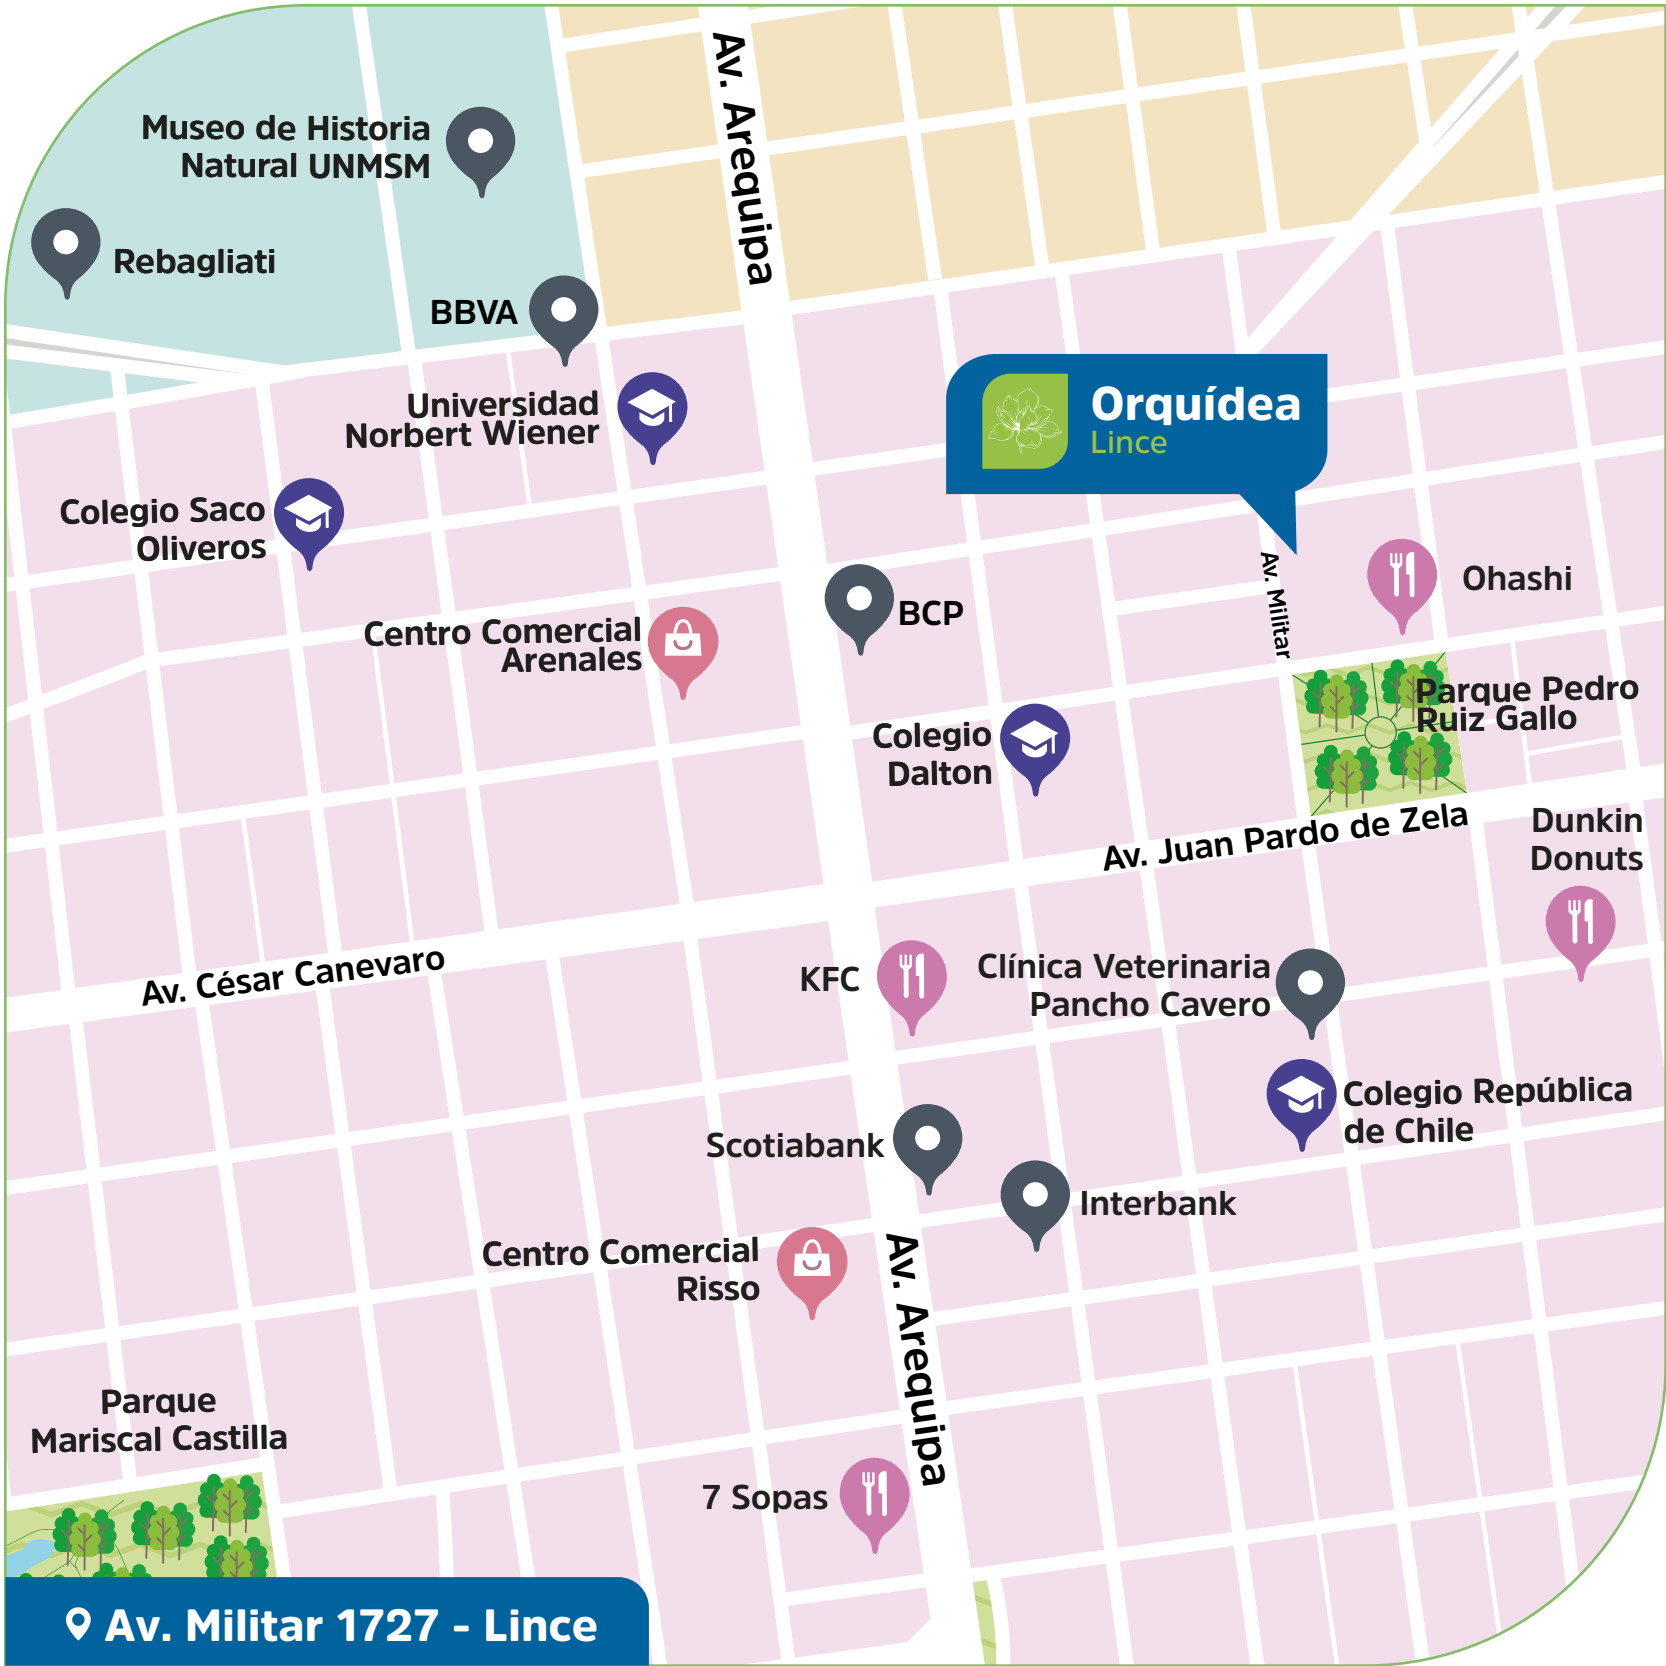 Av. Arequipa
Museo de Historia
Natural UNMSM
Rebagliati
BBVA
Universidad
Norbert Wiener
Orquídea
Lince
Colegio Saco
Oliveros
Av. Militar
Ohashi
BCP
Centro Comercial
Arenales
Parque Pedro
Ruiz Gallo
Colegio
Dalton
Av. Juan Pardo de Zela
Dunkin
Donuts
Av. César Canevaro
KFC
Clínica Veterinaria
Pancho Cavero
Colegio República
de Chile
Scotiabank
Interbank
Centro Comercial
Risso
Av. Arequipa
Parque
Mariscal Castilla
7 Sopas
Av. Militar 1727 - Lince